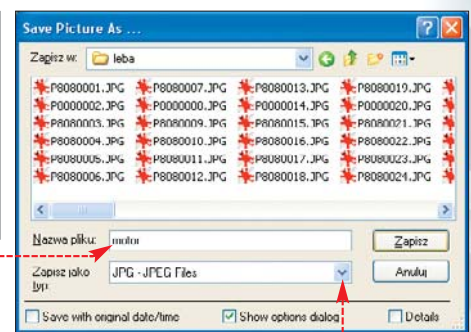 Save Picture As ...
Zapisz w: leba
P8080001.JPG P8080007.JPG P8080013.JPG P8080019.JPG
P0000002.JPG P0000000.JPG P0000014.JPG P0000020.JPG
P8080003.JPG P8080009.JPG P8080015.JPG P8080021.JPG
P8080004.JPG P8080010.JPG P8080016.JPG P8080022.JPG
P8080005.JPG P8080011.JPG P8080017.JPG P8080023.JPG
P8080006.JPG P8080012.JPG P8080018.JPG P8080024.JPG
Nazwa pliku: motor Zapisz
Zapisz jako typ: JPG - JPEG Files Anuluj
Save with original date/time Show options dialog Details